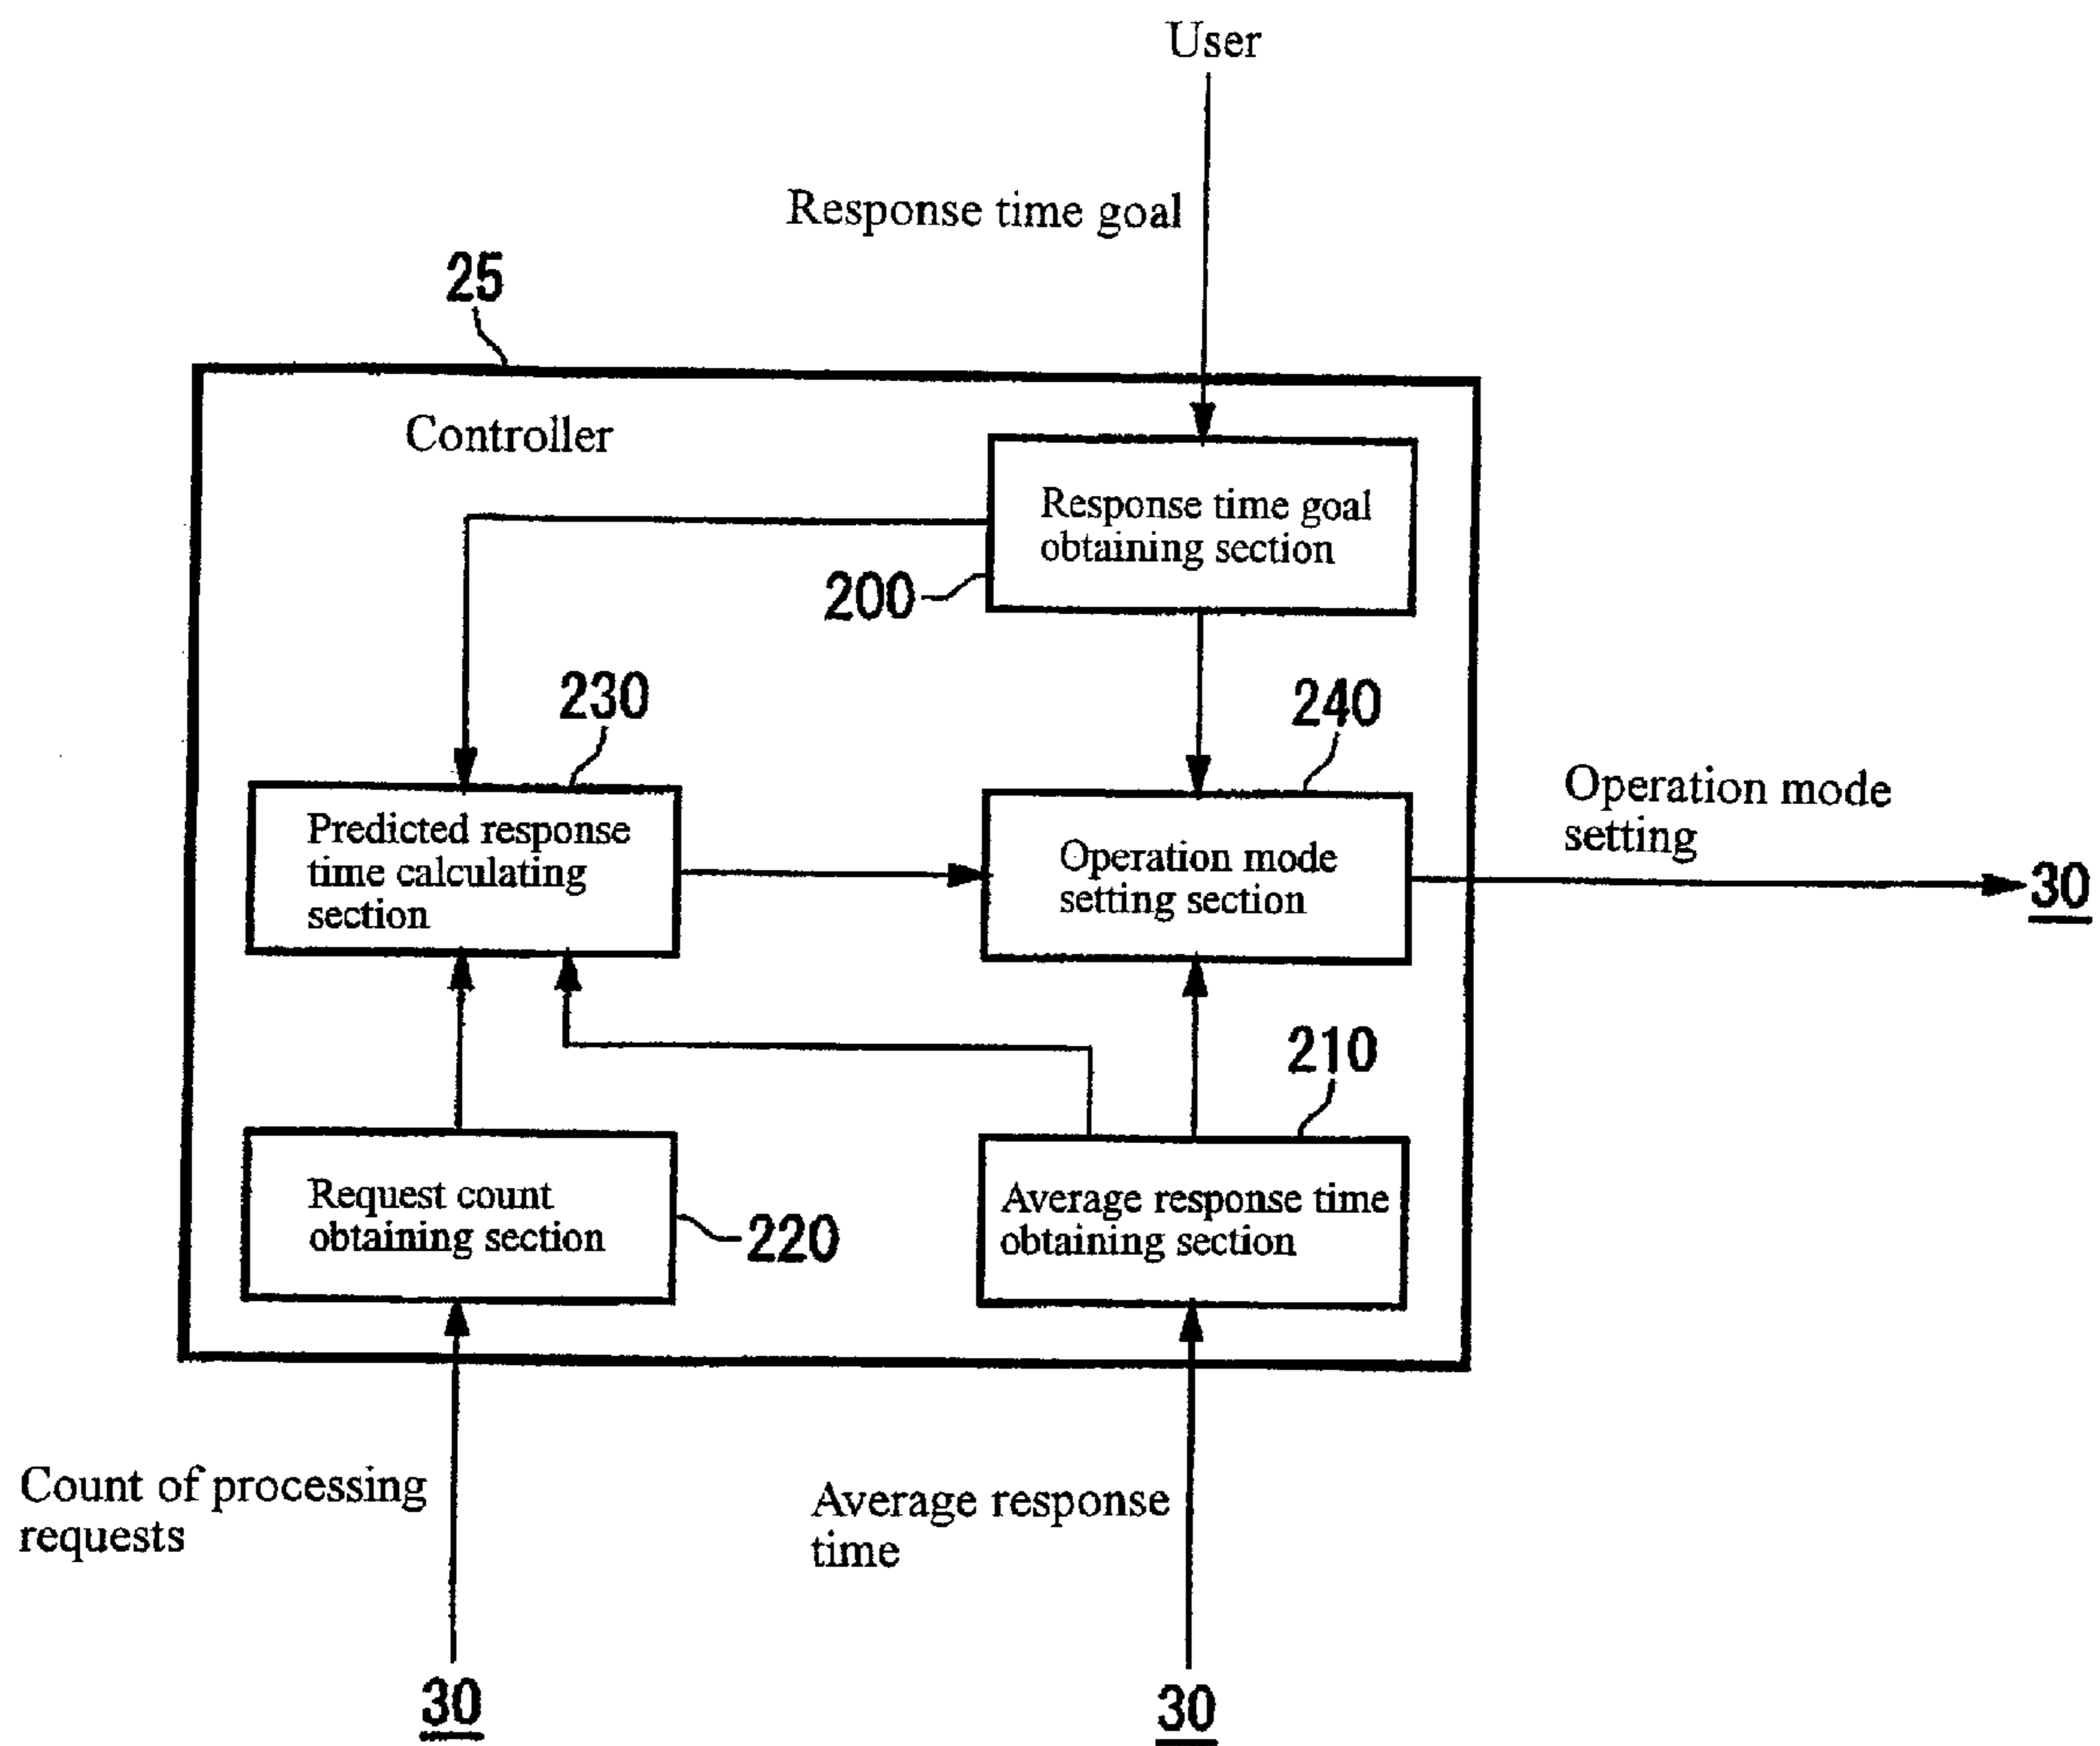 User
Response time goal
25
Controller
Response time goal
obtaining section
200
230
240
Predicted response
time calculating
section
Operation mode
setting section
Operation mode
setting
30
210
Request count
obtaining section
220
Average response time
obtaining section
Count of processing
requests
Average response
time
30
30